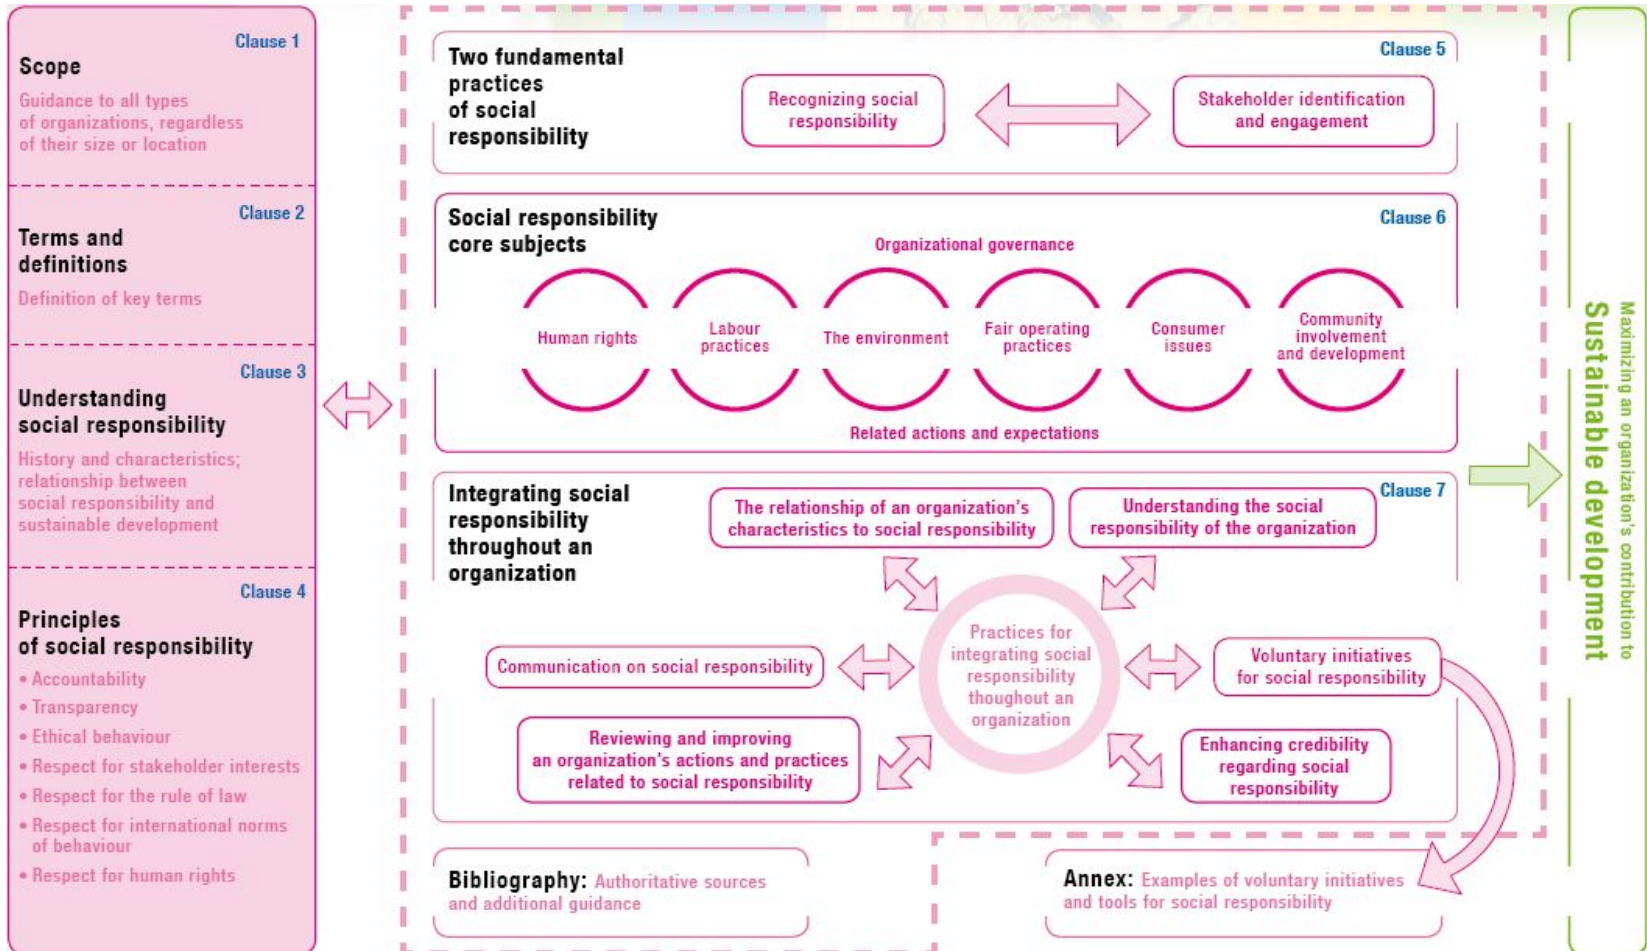 Clause 1
Scope
Guidance to all types
of organizations, regardless
of their size or location
Clause 2
Terms and
definitions
Definition of key terms
Clause 3
Understanding
social responsibility
History and characteristics;
relationship between
social responsibility and
sustainable development
Clause 4
Principles
of social responsibility
• Accountability
• Transparency
• Ethical behaviour
• Respect for stakeholder interests
• Respect for the rule of law
• Respect for international norms
of behaviour
• Respect for human rights
Two fundamental
practices
of social
responsibility
Clause 5
Recognizing social
responsibility
Stakeholder identification
and engagement
Social responsibility
core subjects
Clause 6
Organizational governance
Human rights
Labour
practices
The environment
Fair operating
practices
Consumer
issues
Community
involvement
and development
Related actions and expectations
Integrating social
responsibility
throughout an
organization
Clause 7
The relationship of an organization's
characteristics to social responsibility
Understanding the social
responsibility of the organization
Practices for
integrating social
responsibility
thoughout an
organization
Communication on social responsibility
Voluntary initiatives
for social responsibility
Reviewing and improving
an organization's actions and practices
related to social responsibility
Enhancing credibility
regarding social
responsibility
Bibliography: Authoritative sources
and additional guidance
Annex: Examples of voluntary initiatives
and tools for social responsibility
Maximizing an organization's contribution to
Sustainable development